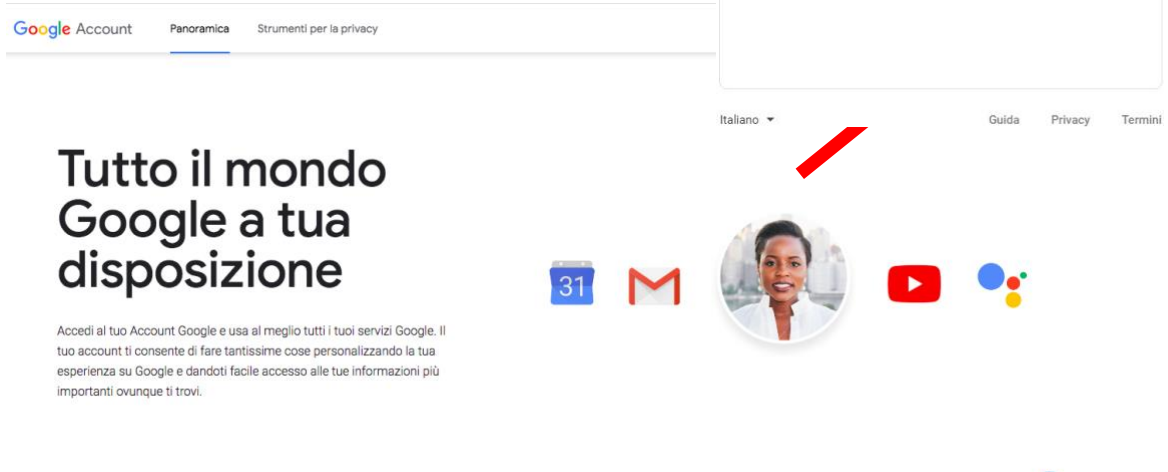 Google Account Panoramica Strumenti per la privacy
Italiano Guida Privacy Termini
Tutto il mondo
Google a tua
disposizione
31
Accedi al tuo Account Google e usa al meglio tutti i tuoi servizi Google. Il
tuo account ti consente di fare tantissime cose personalizzando la tua
esperienza su Google e dandoti facile accesso alle tue informazioni più
importanti ovunque ti trovi.